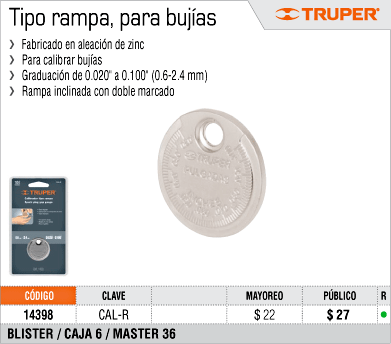 Tipo rampa, para bujías
TRUPER®
› Fabricado en aleación de zinc
› Para calibrar bujías
› Graduación de 0.020" a 0.100" (0.6-2.4 mm)
› Rampa inclinada con doble marcado
TRUPER
CÓDIGO CLAVE MAYOREO PÚBLICO R
14398 CAL-R $ 22 $ 27
BLISTER / CAJA 6 / MASTER 36